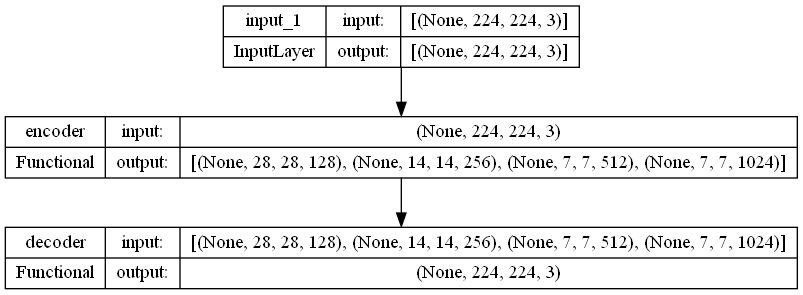 input_1 input: [(None, 224, 224, 3)]
InputLayer output: [(None, 224, 224, 3)]
encoder input: (None, 224, 224, 3)
Functional output: [(None, 28, 28, 128), (None, 14, 14, 256), (None, 7, 7, 512), (None, 7, 7, 1024)]
decoder input: [(None, 28, 28, 128), (None, 14, 14, 256), (None, 7, 7, 512), (None, 7, 7, 1024)]
Functional output: (None, 224, 224, 3)